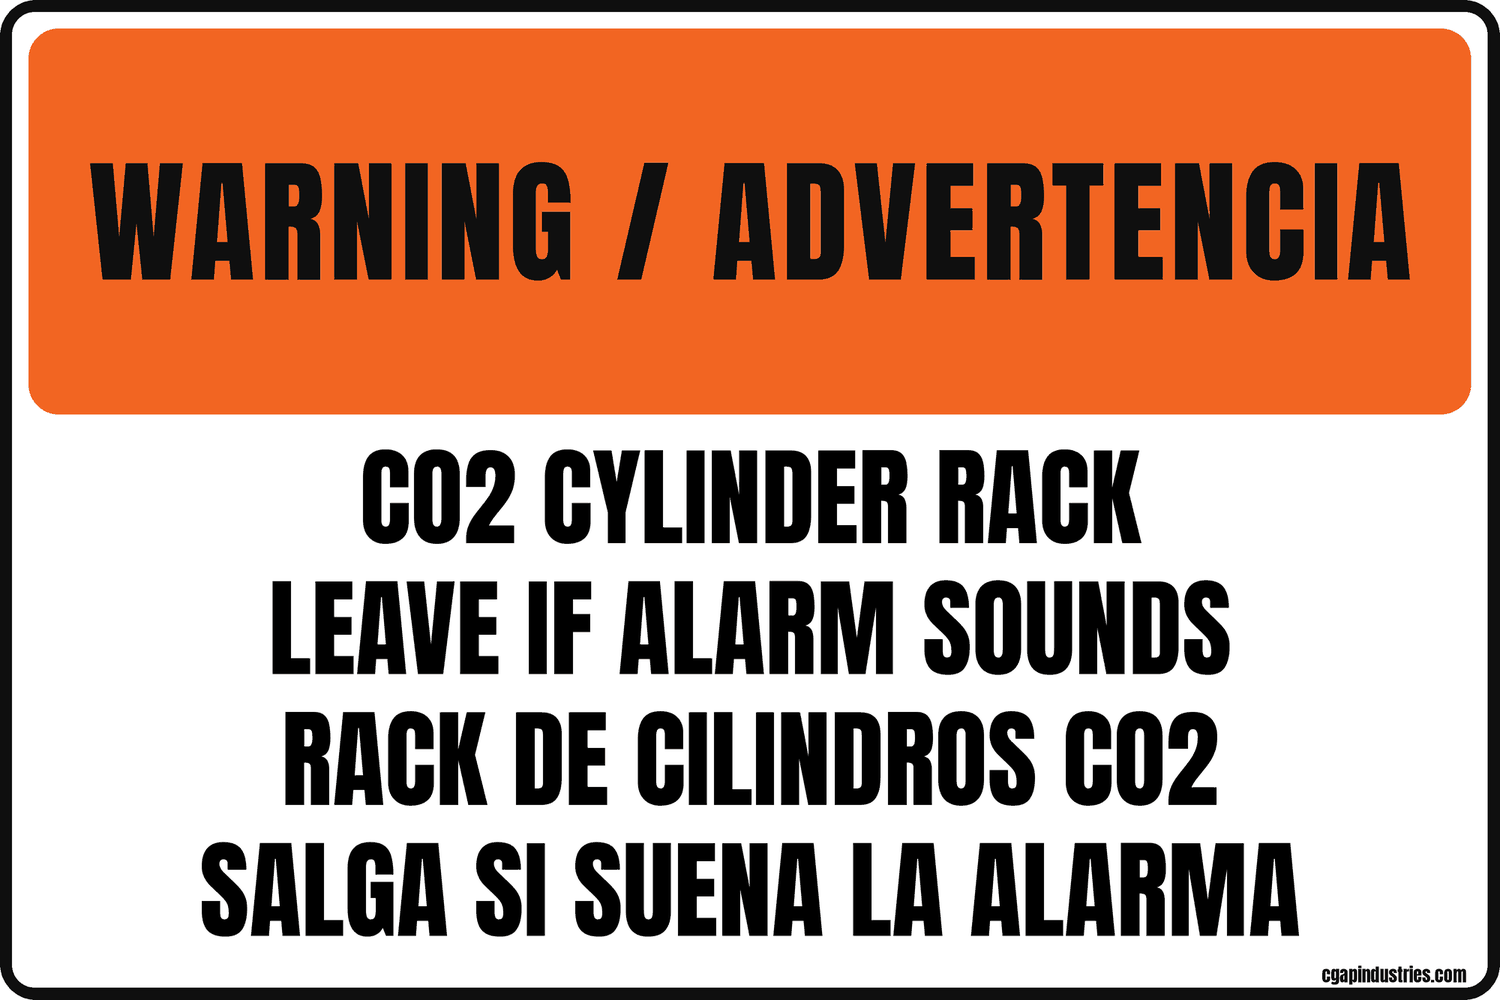 WARNING / ADVERTENCIA
CO2 CYLINDER RACK
LEAVE IF ALARM SOUNDS
RACK DE CILINDROS CO2
SALGA SI SUENA LA ALARMA
cgapindustries.com